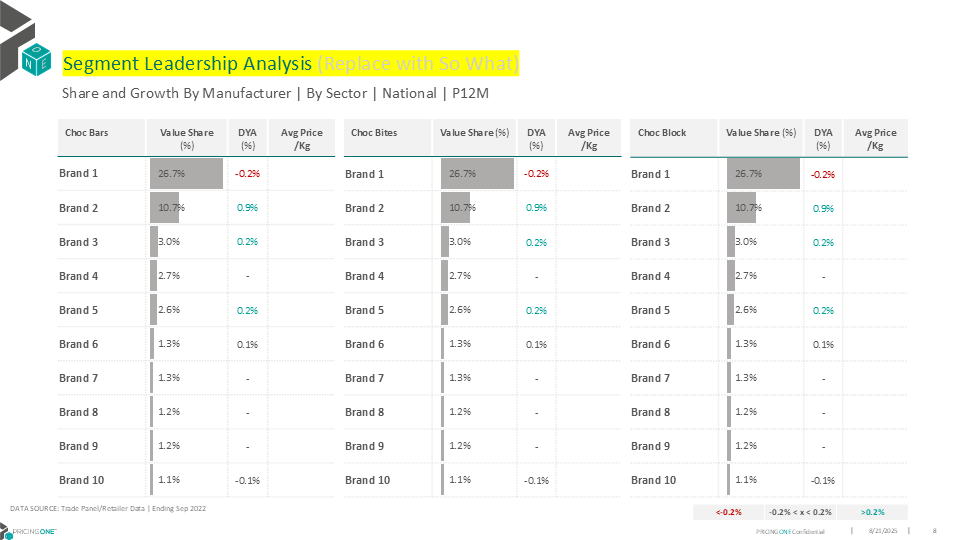 O
N E
Segment Leadership Analysis (Replace with So What)
Share and Growth By Manufacturer | By Sector | National | P12M
Choc Bars Value Share (%) DYA (%) Avg Price /Kg
Brand 1 26.7% -0.2%
Brand 2 10.7% 0.9%
Brand 3 3.0% 0.2%
Brand 4 2.7% -
Brand 5 2.6% 0.2%
Brand 6 1.3% 0.1%
Brand 7 1.3% -
Brand 8 1.2% -
Brand 9 1.2% -
Brand 10 1.1% -0.1%
Choc Bites Value Share (%) DYA (%) Avg Price /Kg
Brand 1 26.7% -0.2%
Brand 2 10.7% 0.9%
Brand 3 3.0% 0.2%
Brand 4 2.7% -
Brand 5 2.6% 0.2%
Brand 6 1.3% 0.1%
Brand 7 1.3% -
Brand 8 1.2% -
Brand 9 1.2% -
Brand 10 1.1% -0.1%
Choc Block Value Share (%) DYA (%) Avg Price /Kg
Brand 1 26.7% -0.2%
Brand 2 10.7% 0.9%
Brand 3 3.0% 0.2%
Brand 4 2.7% -
Brand 5 2.6% 0.2%
Brand 6 1.3% 0.1%
Brand 7 1.3% -
Brand 8 1.2% -
Brand 9 1.2% -
Brand 10 1.1% -0.1%
DATA SOURCE: Trade Panel/Retailer Data | Ending Sep 2022
<-0.2% -0.2% < x < 0.2% >0.2%
PRICINGONE™
PRICINGONE Confidential | 8/21/2025 | 8